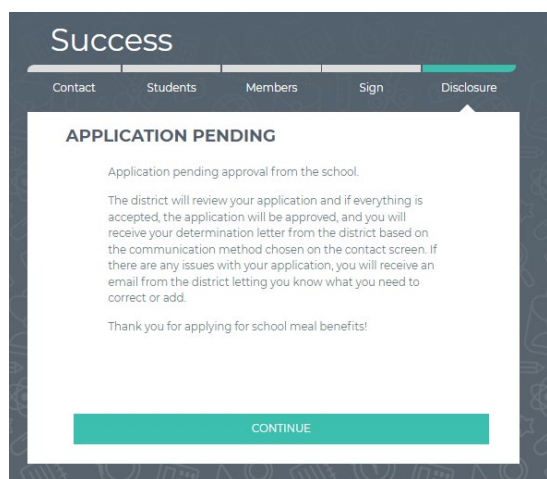 Success
Contact Students Members Sign Disclosure
APPLICATION PENDING
Application pending approval from the school.
The district will review your application and if everything is
accepted, the application will be approved, and you will
receive your determination letter from the district based on
the communication method chosen on the contact screen. If
there are any issues with your application, you will receive an
email from the district letting you know what you need to
correct or add.
Thank you for applying for school meal benefits!
CONTINUE